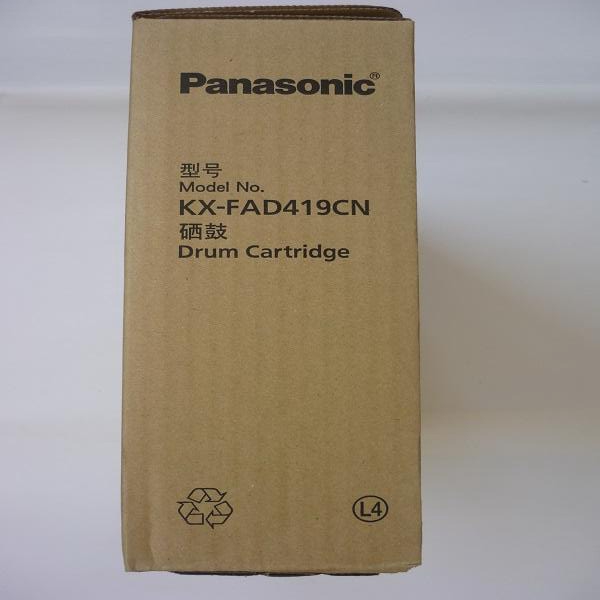 Panasonic®
型号
Model No.
KX-FAD419CN
硒鼓
Drum Cartridge
L4